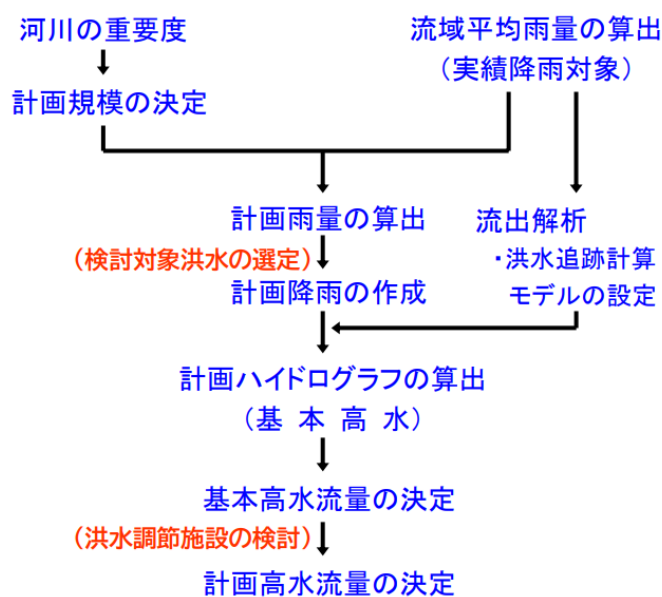 河川の重要度
計画規模の決定
流域平均雨量の算出
（実績降雨対象）
計画雨量の算出
（検討対象洪水の選定）
計画降雨の作成
流出解析
・洪水追跡計算
モデルの設定
計画ハイドログラフの算出
（基 本 高 水）
基本高水流量の決定
（洪水調節施設の検討）
計画高水流量の決定